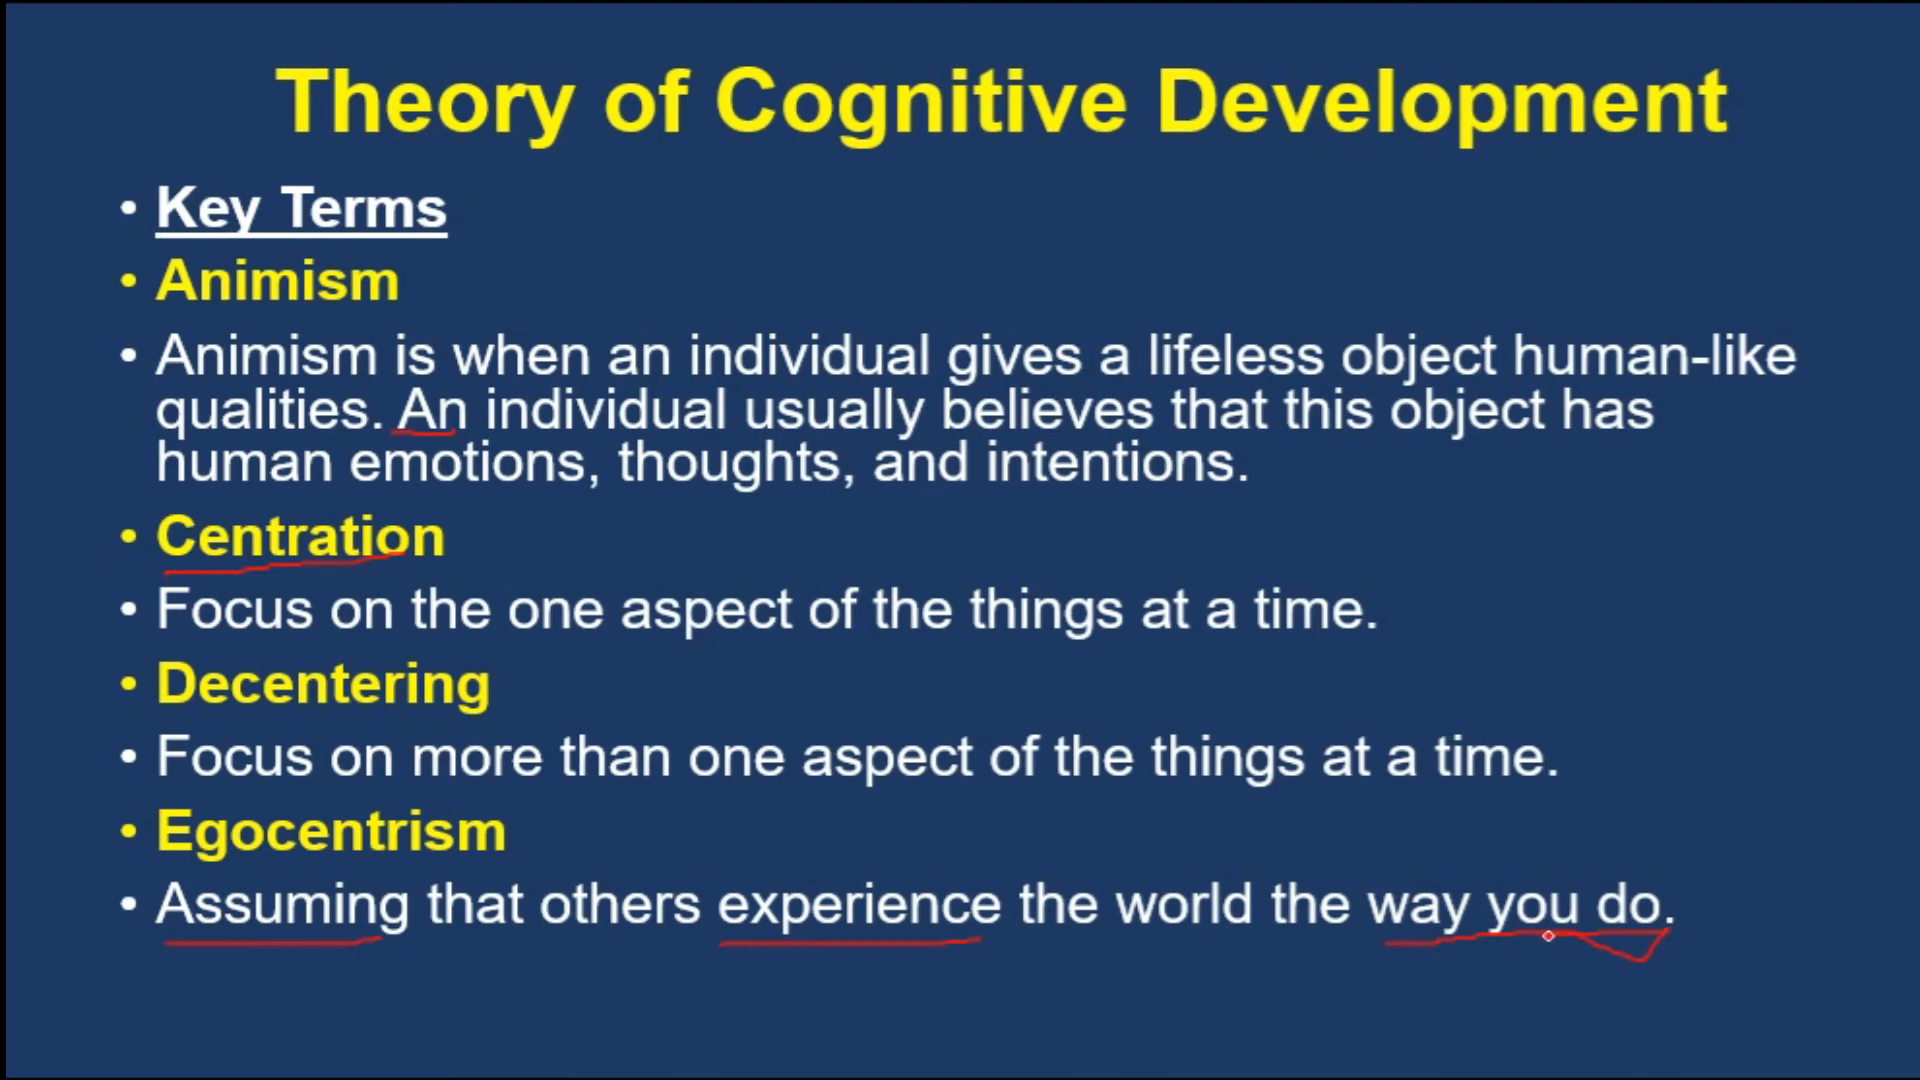 Theory of Cognitive Development
• Key Terms
• Animism
• Animism is when an individual gives a lifeless object human-like
qualities. An individual usually believes that this object has
human emotions, thoughts, and intentions.
• Centration
• Focus on the one aspect of the things at a time.
• Decentering
• Focus on more than one aspect of the things at a time.
• Egocentrism
• Assuming that others experience the world the way you do.